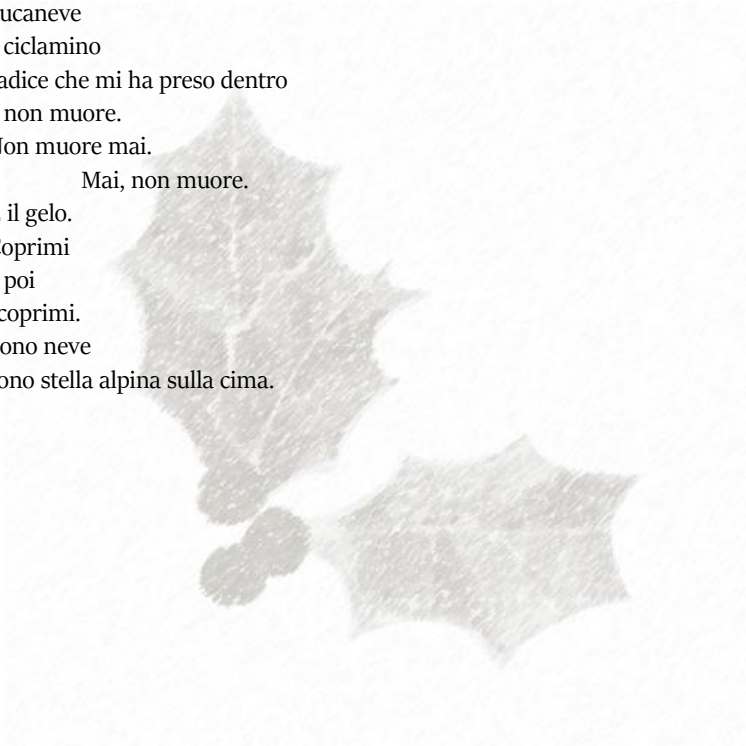 ucaneve
ciclamino
adice che mi ha preso dentro
non muore.
on muore mai.
Mai, non muore.
il gelo.
oprimi
poi
coprimi.
ono neve
ono stella alpina sulla cima.